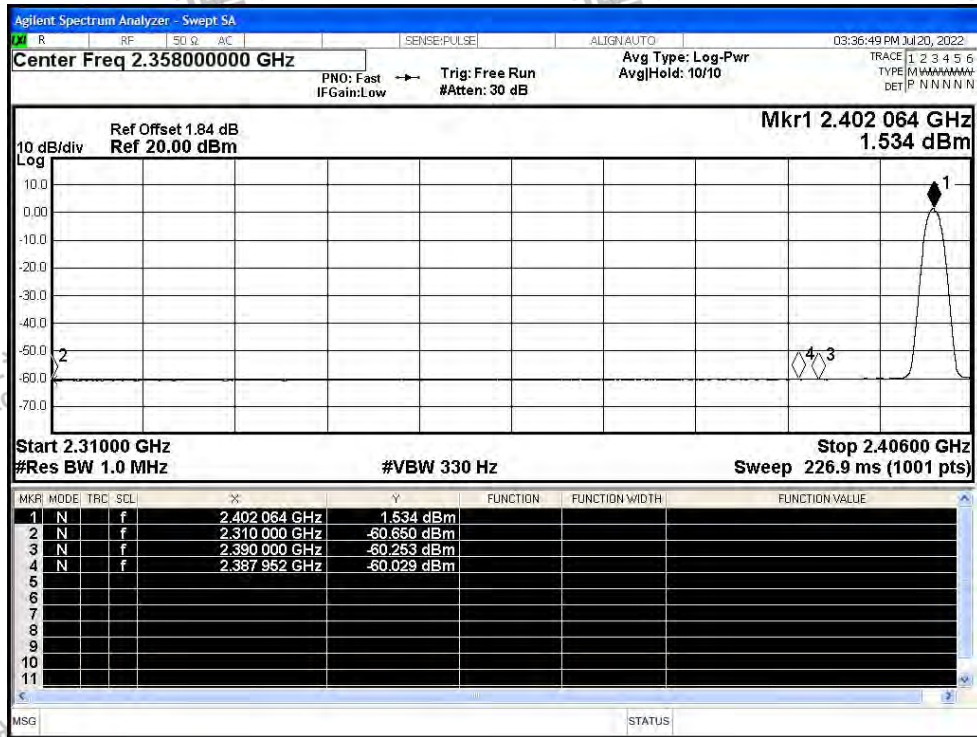 Agilent Spectrum Analyzer - Swept SA
LXI R RF 50 Ω AC SENSE:PULSE ALIGNAUTO 03:36:49 PM Jul 20, 2022
Center Freq 2.358000000 GHz
PNO: Fast
IFGain:Low
Trig: Free Run
#Atten: 30 dB
Avg Type: Log-Pwr
Avg|Hold: 10/10
TRACE 1 2 3 4 5 6
TYPE M W W W W W
DET P N N N N N
Mkr1 2.402 064 GHz
1.534 dBm
Ref Offset 1.84 dB
10 dB/div Ref 20.00 dBm
Log
10.0
0.00
-10.0
-20.0
-30.0
-40.0
-50.0
-60.0
-70.0
1
2
4 3
Start 2.31000 GHz Stop 2.40600 GHz
#Res BW 1.0 MHz #VBW 330 Hz Sweep 226.9 ms (1001 pts)
MKR MODE TRC SCL X Y FUNCTION FUNCTION WIDTH FUNCTION VALUE
1 N f 2.402 064 GHz 1.534 dBm
2 N f 2.310 000 GHz -60.650 dBm
3 N f 2.390 000 GHz -60.253 dBm
4 N f 2.387 952 GHz -60.029 dBm
5
6
7
8
9
10
11
MSG STATUS